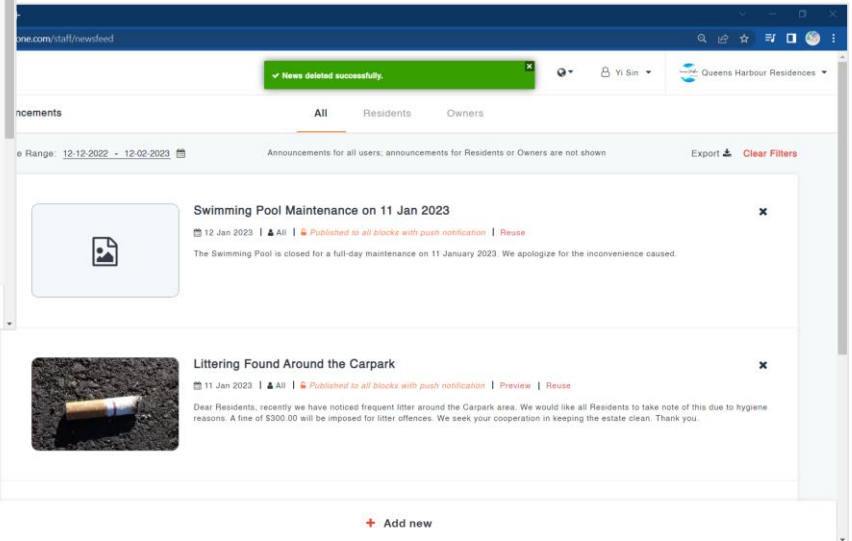 one.com/staff/newsfeed
✓ News deleted successfully.
Yi Sin
Queens Harbour Residences
ncements
All
Residents
Owners
e Range: 12-12-2022 - 12-02-2023
Announcements for all users; announcements for Residents or Owners are not shown
Export
Clear Filters
Swimming Pool Maintenance on 11 Jan 2023
12 Jan 2023 | All | Published to all blocks with push notification | Reuse
The Swimming Pool is closed for a full-day maintenance on 11 January 2023. We apologize for the inconvenience caused.
Littering Found Around the Carpark
11 Jan 2023 | All | Published to all blocks with push notification | Preview | Reuse
Dear Residents, recently we have noticed frequent litter around the Carpark area. We would like all Residents to take note of this due to hygiene
reasons. A fine of $300.00 will be imposed for litter offences. We seek your cooperation in keeping the estate clean. Thank you.
+ Add new